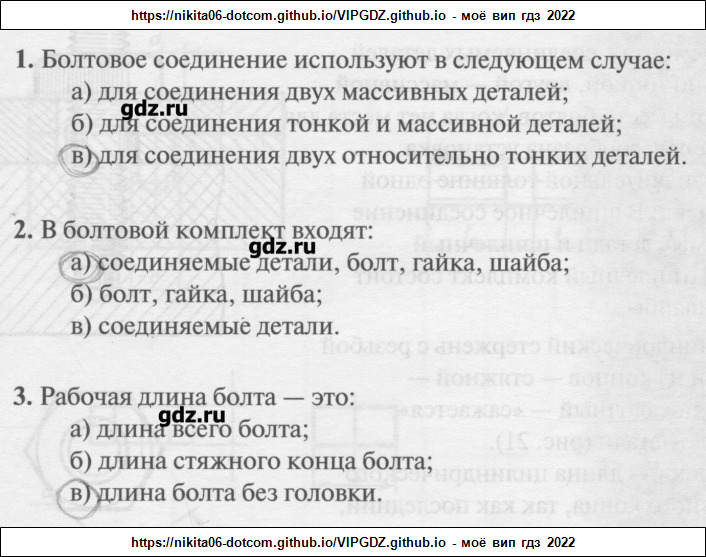 https://nikita06-dotcom.github.io/VIPGDZ.github.io - моё вип гдз 2022
1. Болтовое соединение используют в следующем случае:
а) для соединения двух массивных деталей;
gdz.ru
б) для соединения тонкой и массивной деталей;
в) для соединения двух относительно тонких деталей.
2. В болтовой комплект входят:
gdz.ru
а) соединяемые детали, болт, гайка, шайба;
б) болт, гайка, шайба;
в) соединяемые детали.
3. Рабочая длина болта — это:
gdz.ru
а) длина всего болта;
б) длина стяжного конца болта;
в) длина болта без головки.
https://nikita06-dotcom.github.io/VIPGDZ.github.io - моё вип гдз 2022